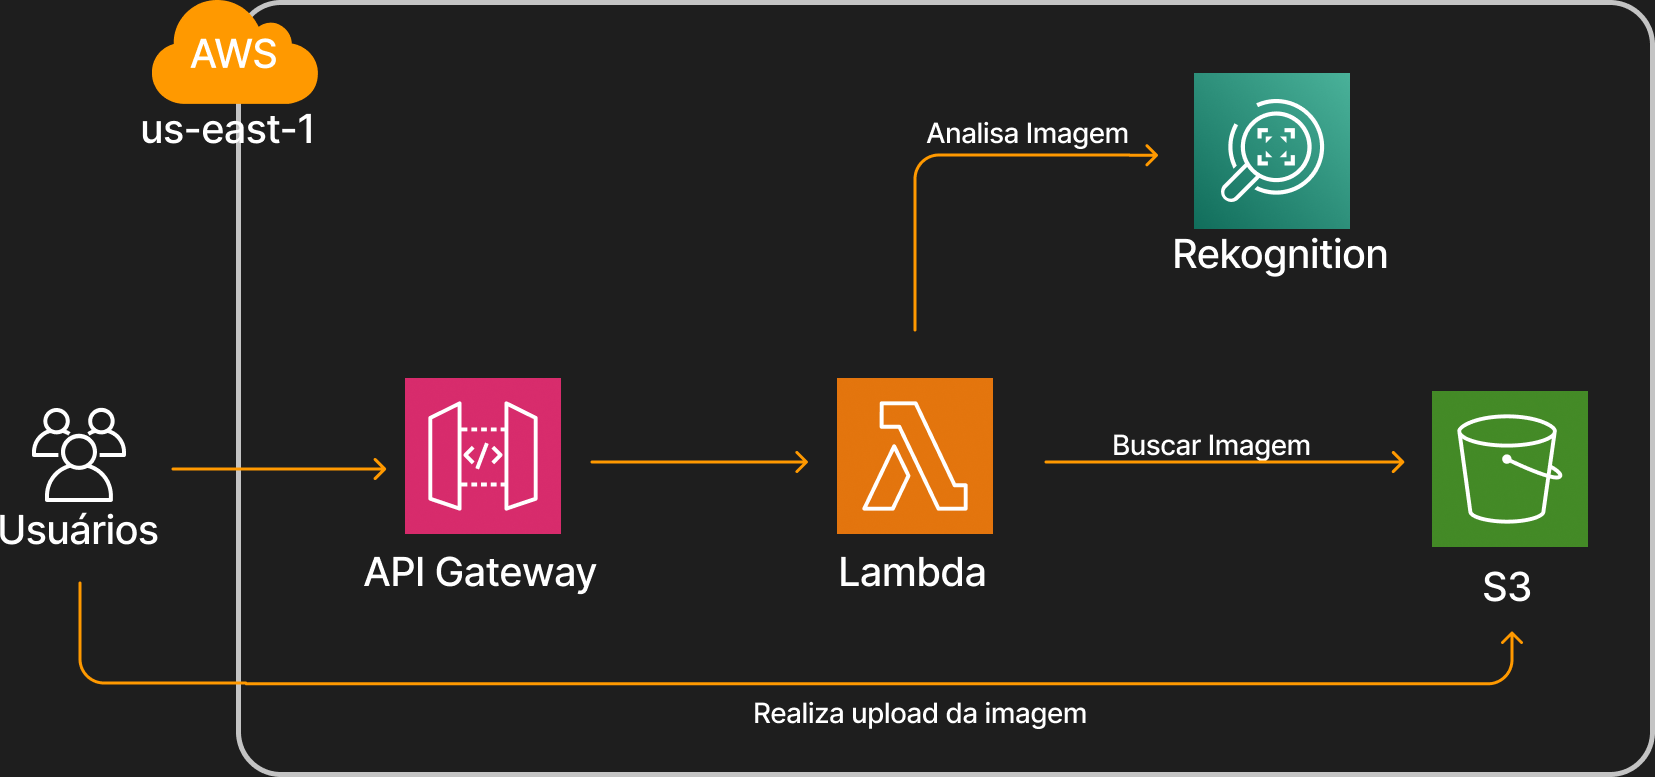 AWS
us-east-1
Analisa Imagem
Rekognition
Buscar Imagem
Usuários
API Gateway
Lambda
S3
Realiza upload da imagem